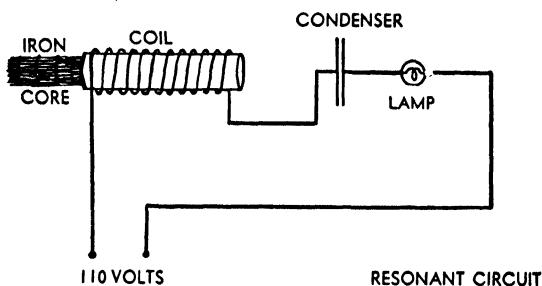 CONDENSER
COIL
IRON
CORE
LAMP
110 VOLTS
RESONANT CIRCUIT